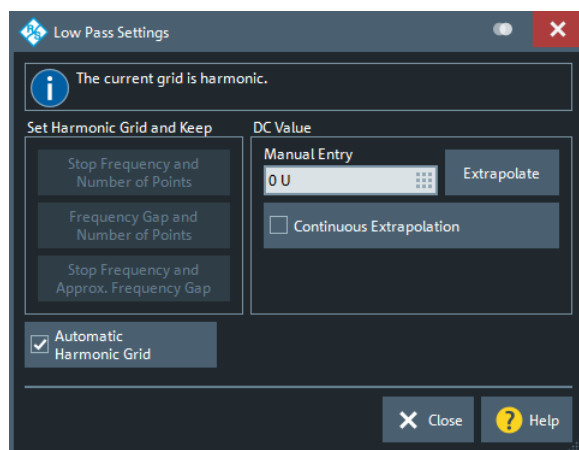 Low Pass Settings
The current grid is harmonic.
Set Harmonic Grid and Keep
Stop Frequency and
Number of Points
Frequency Gap and
Number of Points
Stop Frequency and
Approx. Frequency Gap
Automatic
Harmonic Grid
DC Value
Manual Entry
0 U
Extrapolate
Continuous Extrapolation
Close
Help